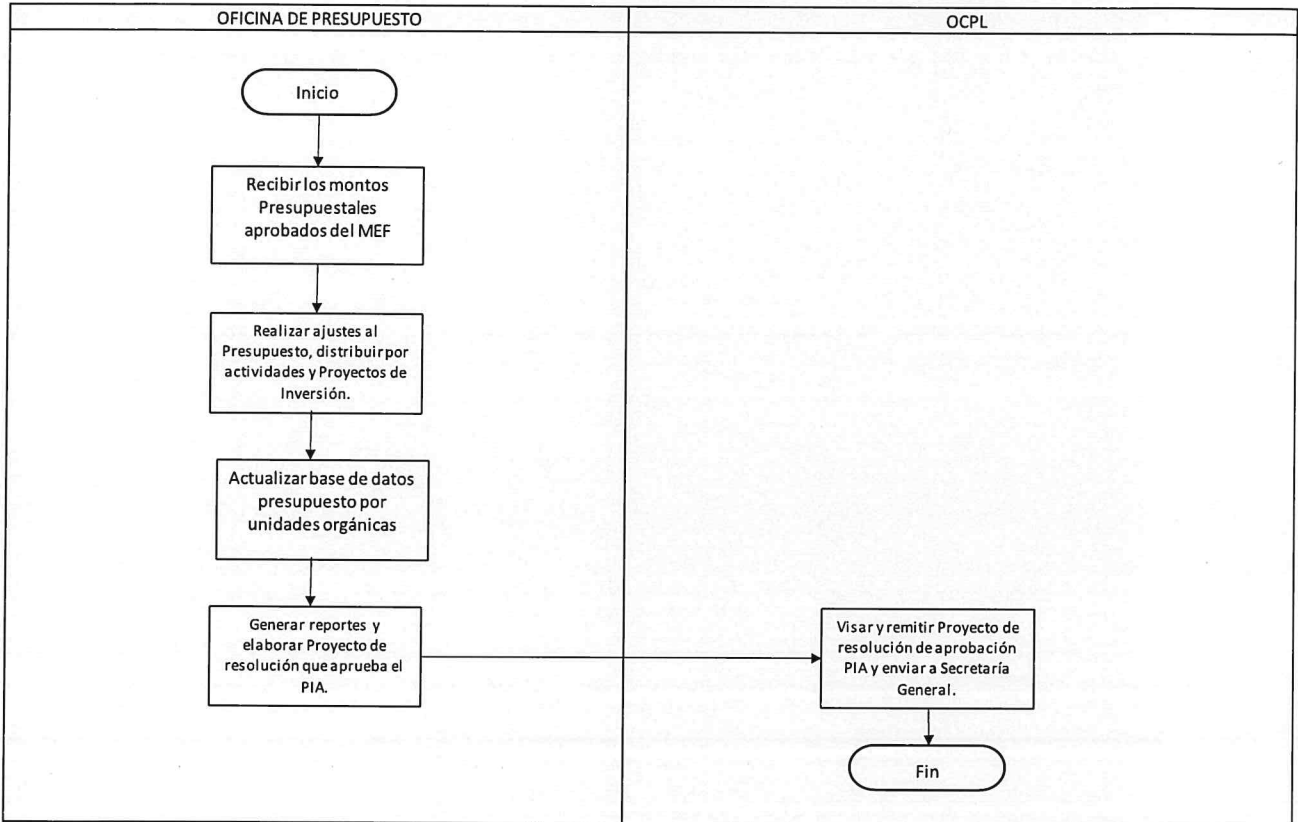 OFICINA DE PRESUPUESTO
OCPL
Inicio
Recibir los montos
Presupuestales
aprobados del MEF
Realizar ajustes al
Presupuesto, distribuir por
actividades y Proyectos de
Inversión.
Actualizar base de datos
presupuesto por
unidades orgánicas
Generar reportes y
elaborar Proyecto de
resolución que aprueba el
PIA.
Visar y remitir Proyecto de
resolución de aprobación
PIA y enviar a Secretaría
General.
Fin